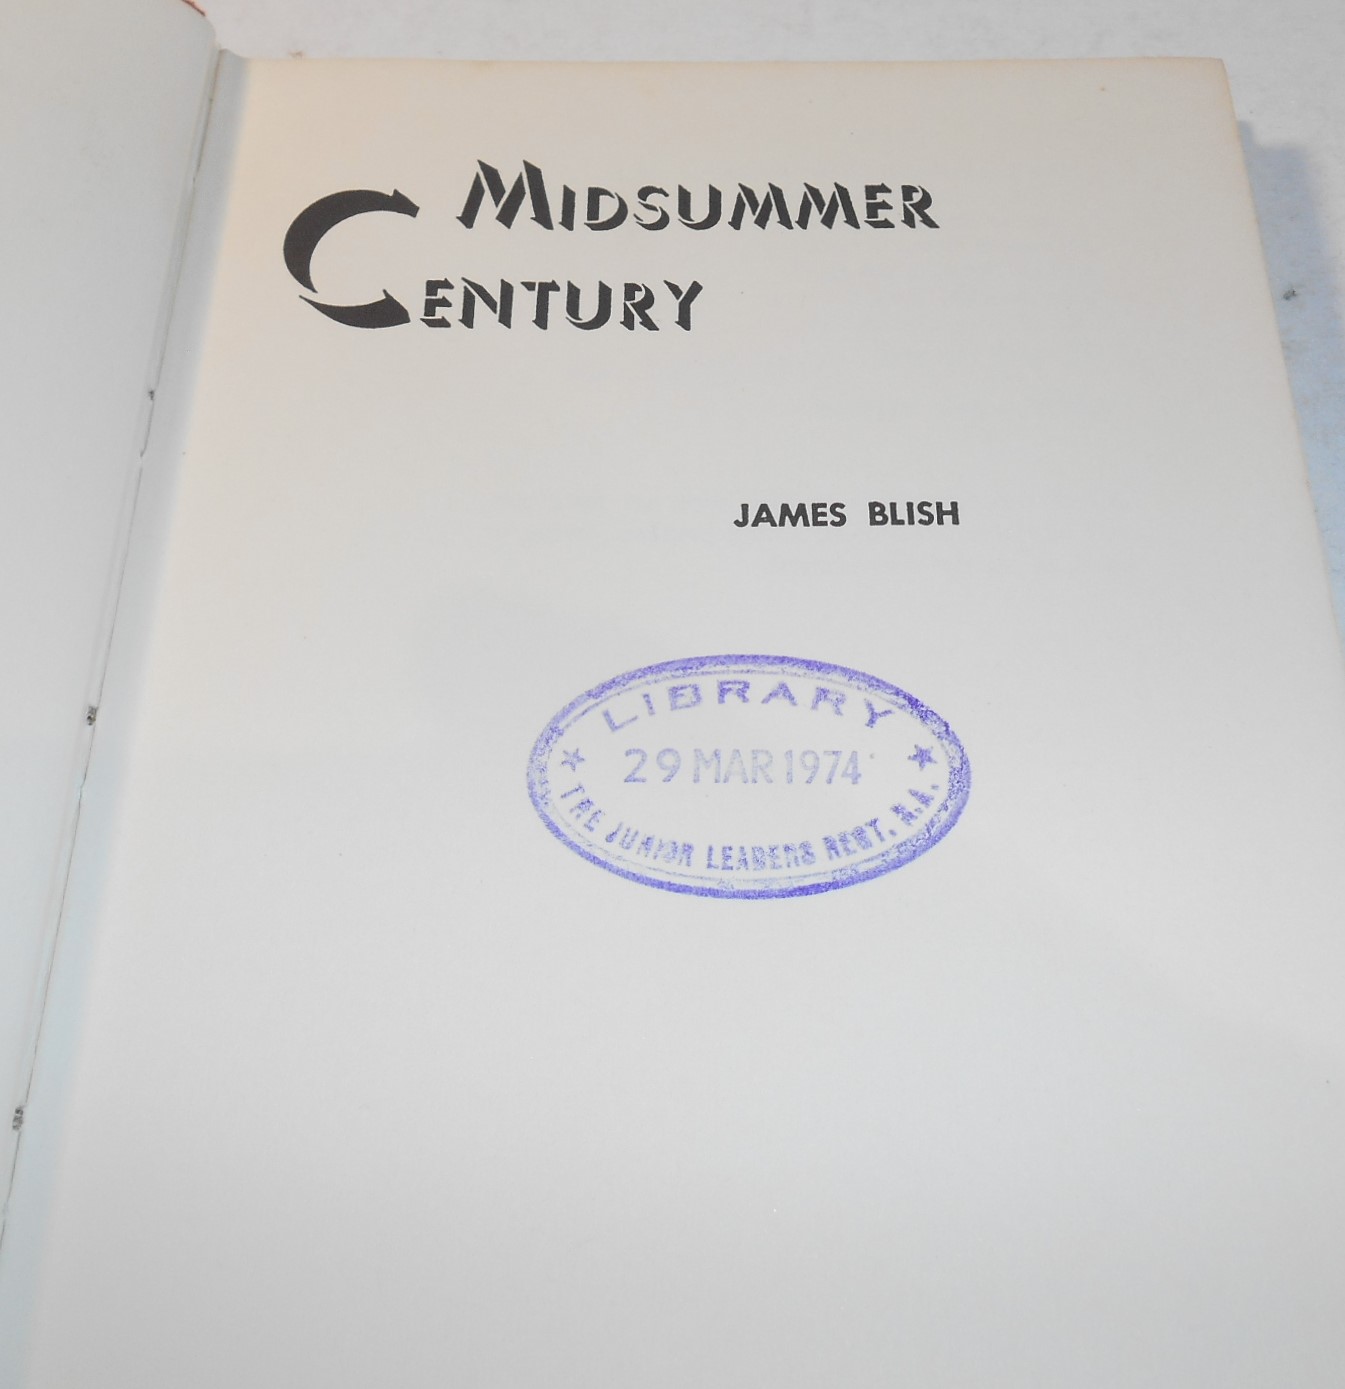 MIDSUMMER
CENTURY
JAMES BLISH
LIBRARY
29 MAR 1974
THE JUNIOR LEADERS REGT. R.A.